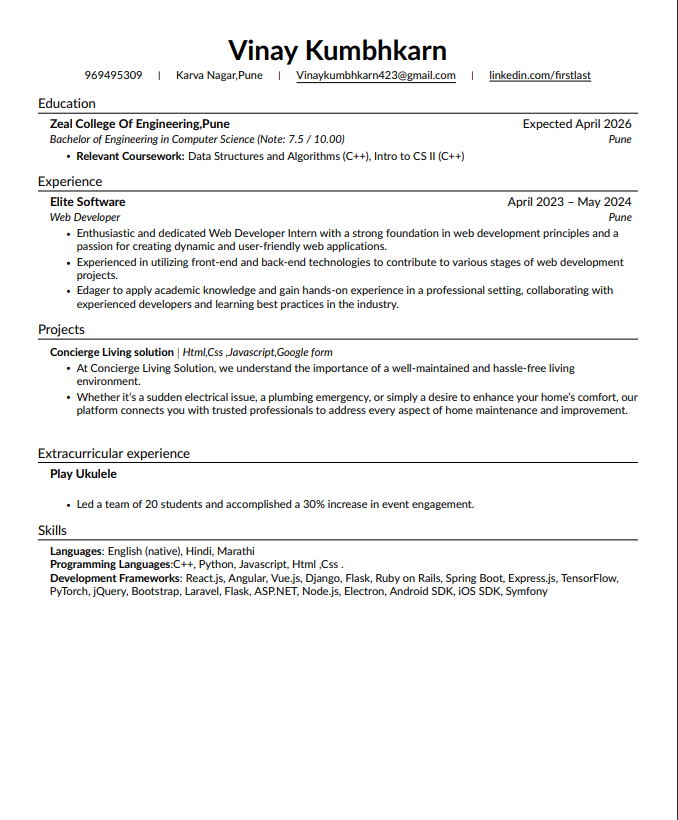 Vinay Kumbhkarn
969495309 | Karva Nagar,Pune | Vinaykumbhkarn423@gmail.com | linkedin.com/firstlast
Education
Zeal College Of Engineering,Pune Expected April 2026
Bachelor of Engineering in Computer Science (Note: 7.5 / 10.00) Pune
• Relevant Coursework: Data Structures and Algorithms (C++), Intro to CS II (C++)
Experience
Elite Software April 2023 – May 2024
Web Developer Pune
• Enthusiastic and dedicated Web Developer Intern with a strong foundation in web development principles and a
passion for creating dynamic and user-friendly web applications.
• Experienced in utilizing front-end and back-end technologies to contribute to various stages of web development
projects.
• Edager to apply academic knowledge and gain hands-on experience in a professional setting, collaborating with
experienced developers and learning best practices in the industry.
Projects
Concierge Living solution | Html,Css ,Javascript,Google form
• At Concierge Living Solution, we understand the importance of a well-maintained and hassle-free living
environment.
• Whether it's a sudden electrical issue, a plumbing emergency, or simply a desire to enhance your home's comfort, our
platform connects you with trusted professionals to address every aspect of home maintenance and improvement.
Extracurricular experience
Play Ukulele
• Led a team of 20 students and accomplished a 30% increase in event engagement.
Skills
Languages: English (native), Hindi, Marathi
Programming Languages:C++, Python, Javascript, Html ,Css .
Development Frameworks: React.js, Angular, Vue.js, Django, Flask, Ruby on Rails, Spring Boot, Express.js, TensorFlow,
PyTorch, jQuery, Bootstrap, Laravel, Flask, ASP.NET, Node.js, Electron, Android SDK, iOS SDK, Symfony